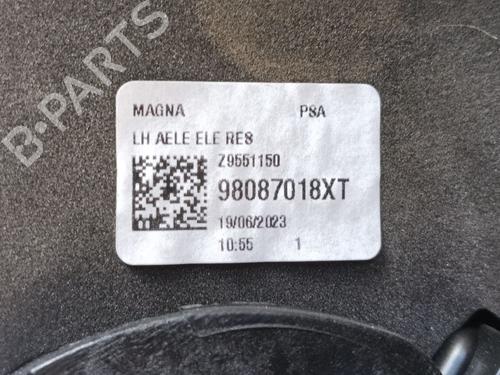 B-PARTS
MAGNA PSA
LH AELE ELE RE8
Z9551150
98087018XT
19/06/2023
10:55 1